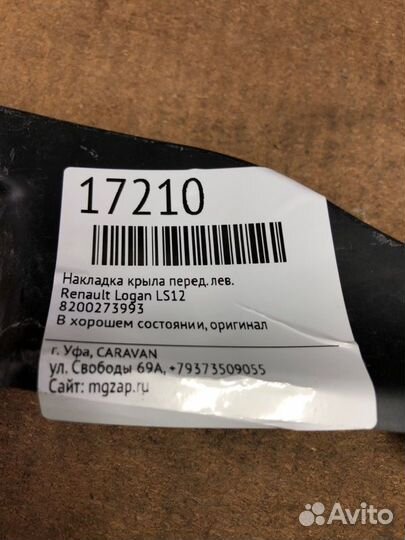 17210
Накладка крыла перед.лев.
Renault Logan LS12
8200273993
В хорошем состоянии, оригинал
г. Уфа, CARAVAN
ул. Свободы 69А, +79373509055
Сайт: mgzap.ru
Avito